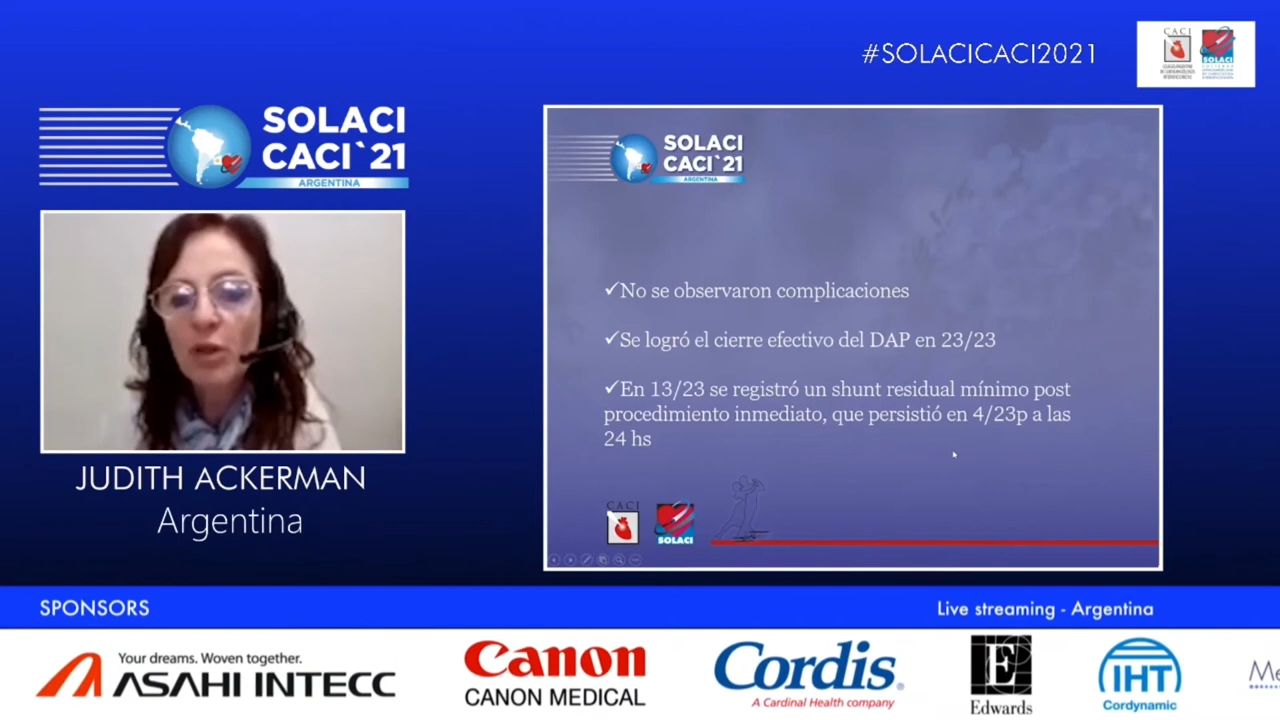 #SOLACICACI2021
CACI
SOLACI
SOLACI
CACI`21
ARGENTINA
JUDITH ACKERMAN
Argentina
SOLACI
CACI`21
ARGENTINA
✓No se observaron complicaciones
✓Se logró el cierre efectivo del DAP en 23/23
✓En 13/23 se registró un shunt residual mínimo post
procedimiento inmediato, que persistió en 4/23p a las
24 hs
CACI
SOLACI
SPONSORS
Live streaming - Argentina
Your dreams. Woven together.
ASAHI INTECC
Canon
CANON MEDICAL
Cordis®
A Cardinal Health company
E
Edwards
IHT
Cordynamic
Me